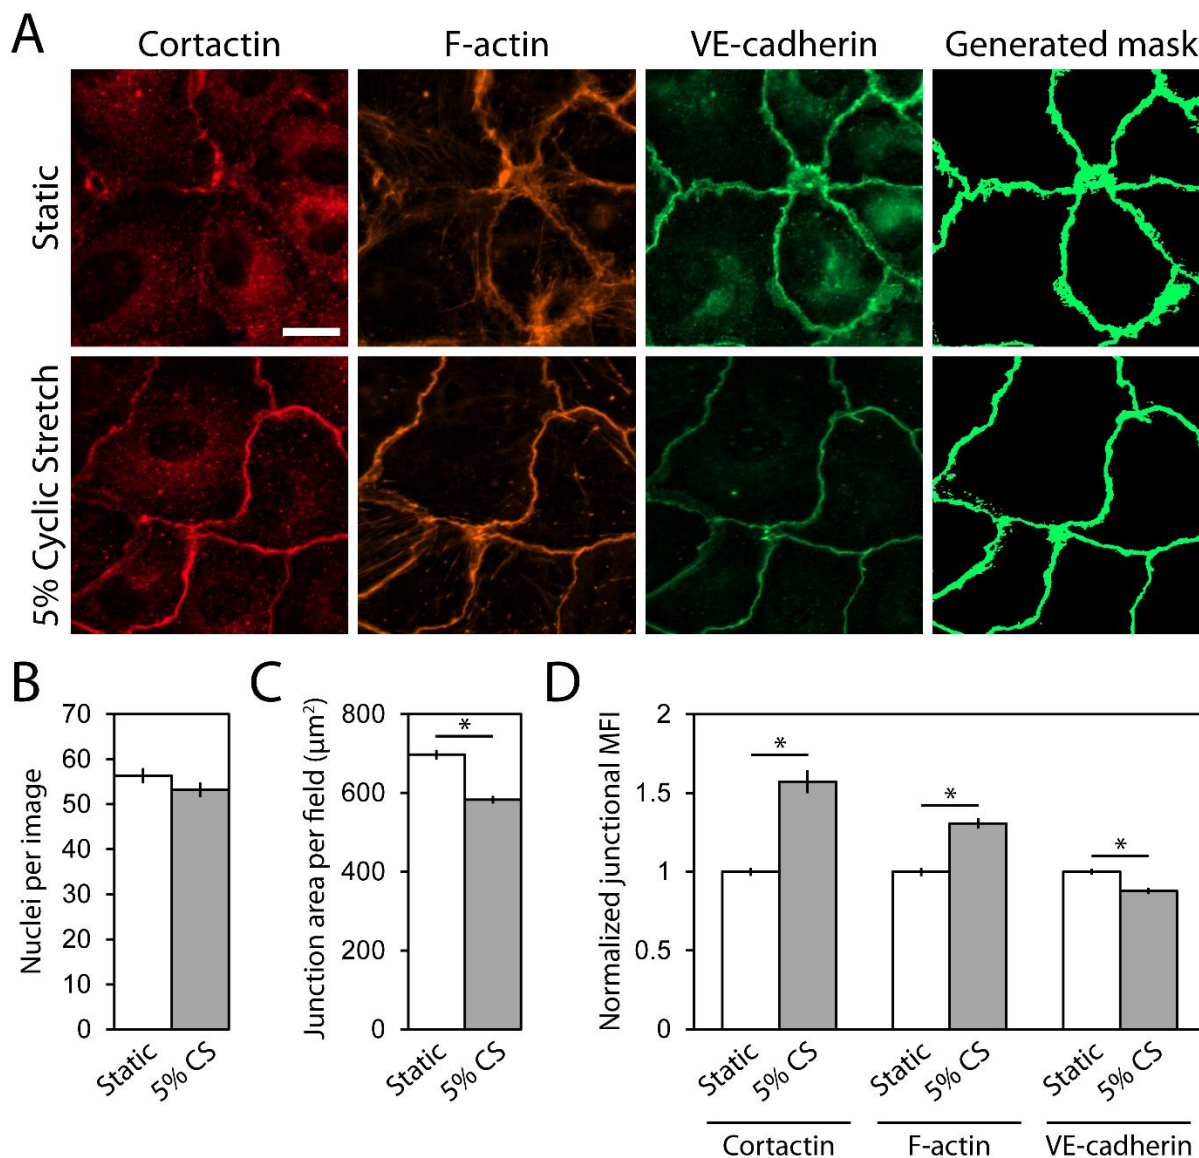 A
Cortactin F-actin VE-cadherin Generated mask
Static
5% Cyclic Stretch
B
Nuclei per image
70
60
50
40
30
20
10
0
Static 5% CS
C
Junction area per field (μm²)
800
600
400
200
0
*
Static 5% CS
D
Normalized junctional MFI
2
1.5
1
0.5
0
*
*
*
Static 5% CS Static 5% CS Static 5% CS
Cortactin F-actin VE-cadherin